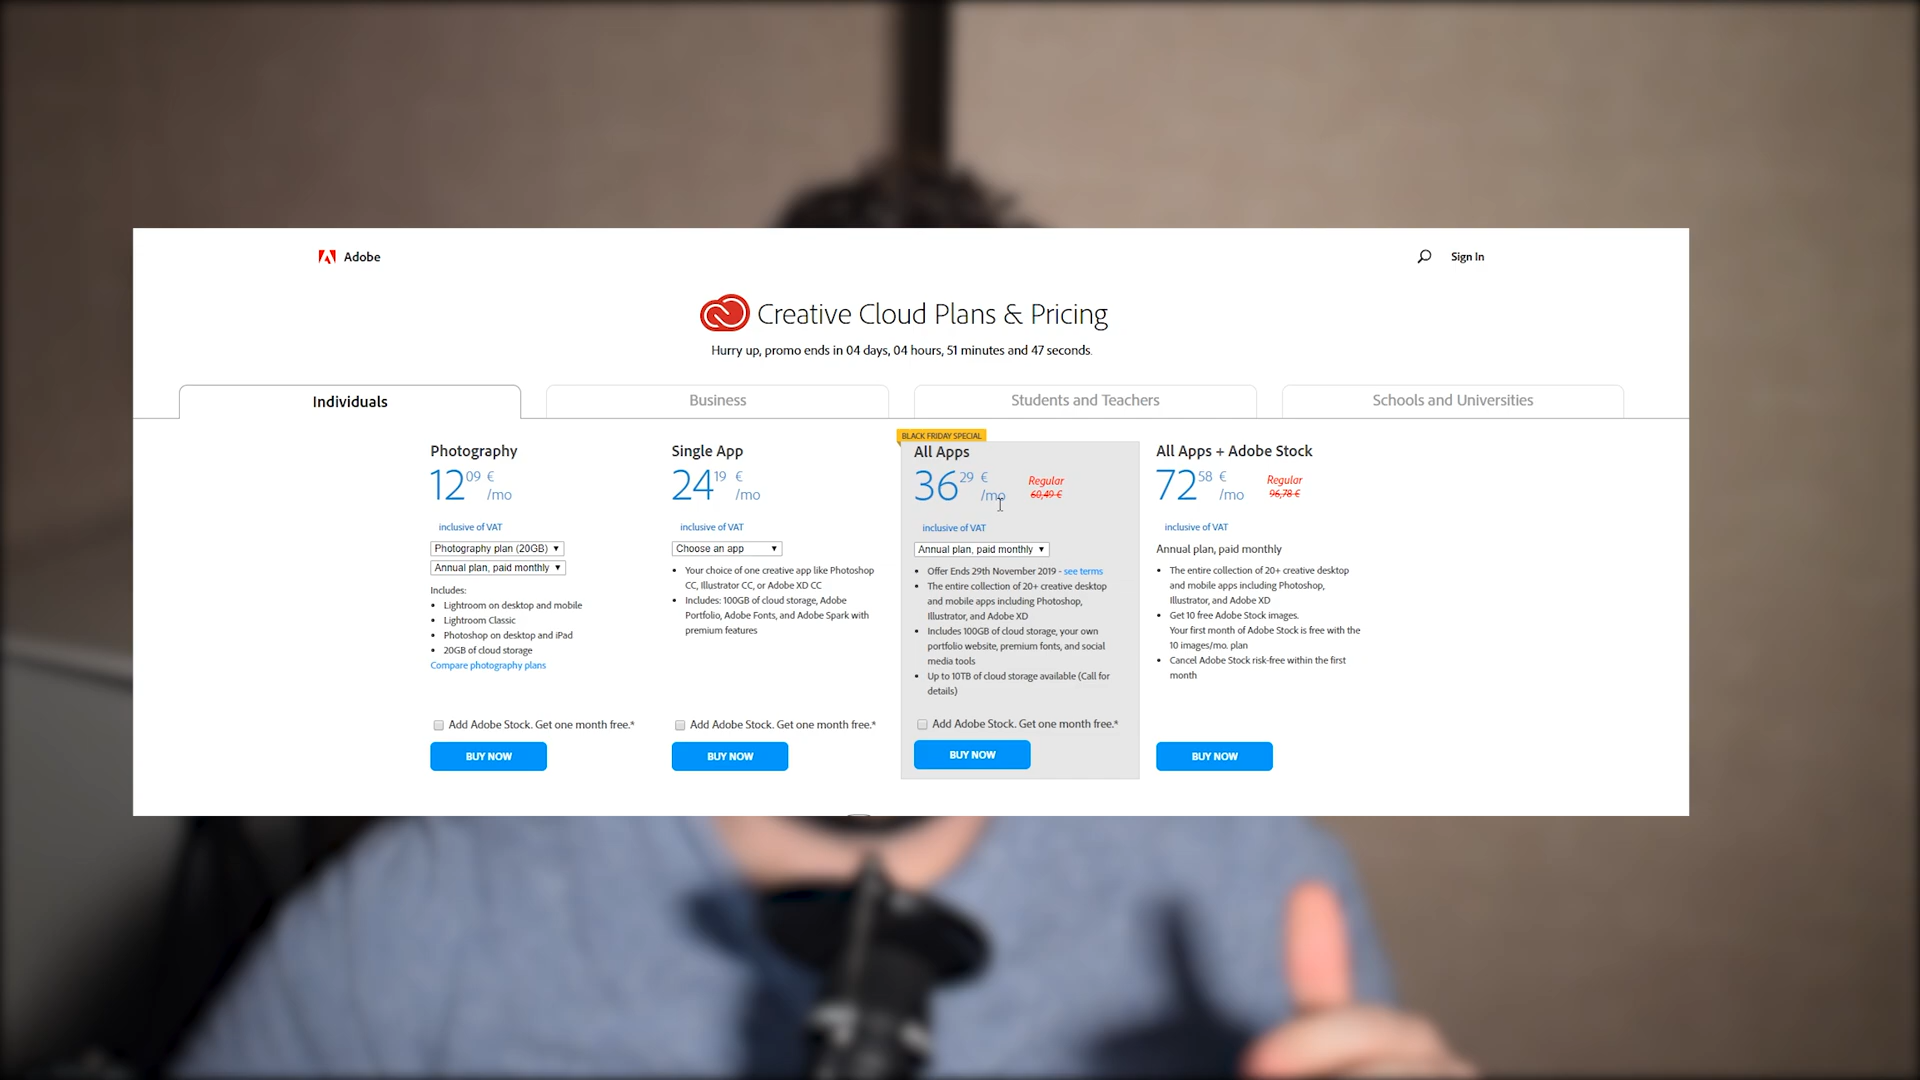 Adobe
Sign In
Creative Cloud Plans & Pricing
Hurry up, promo ends in 04 days, 04 hours, 51 minutes and 47 seconds.
Individuals
Business
Students and Teachers
Schools and Universities
Photography
12 09 € /mo
inclusive of VAT
Photography plan (20GB)
Annual plan, paid monthly
Includes:
Lightroom on desktop and mobile
Lightroom Classic
Photoshop on desktop and iPad
20GB of cloud storage
Compare photography plans
Add Adobe Stock. Get one month free.*
BUY NOW
Single App
24 19 € /mo
inclusive of VAT
Choose an app
Your choice of one creative app like Photoshop
CC, Illustrator CC, or Adobe XD CC
Includes: 100GB of cloud storage, Adobe
Portfolio, Adobe Fonts, and Adobe Spark with
premium features
Add Adobe Stock. Get one month free.*
BUY NOW
BLACK FRIDAY SPECIAL
All Apps
36 29 € /mo
Regular
60,49 €
inclusive of VAT
Annual plan, paid monthly
Offer Ends 29th November 2019 - see terms
The entire collection of 20+ creative desktop
and mobile apps including Photoshop,
Illustrator, and Adobe XD
Includes 100GB of cloud storage, your own
portfolio website, premium fonts, and social
media tools
Up to 10TB of cloud storage available (Call for
details)
Add Adobe Stock. Get one month free.*
BUY NOW
All Apps + Adobe Stock
72 58 € /mo
Regular
96,78 €
inclusive of VAT
Annual plan, paid monthly
The entire collection of 20+ creative desktop
and mobile apps including Photoshop,
Illustrator, and Adobe XD
Get 10 free Adobe Stock images.
Your first month of Adobe Stock is free with the
10 images/mo. plan
Cancel Adobe Stock risk-free within the first
month
BUY NOW